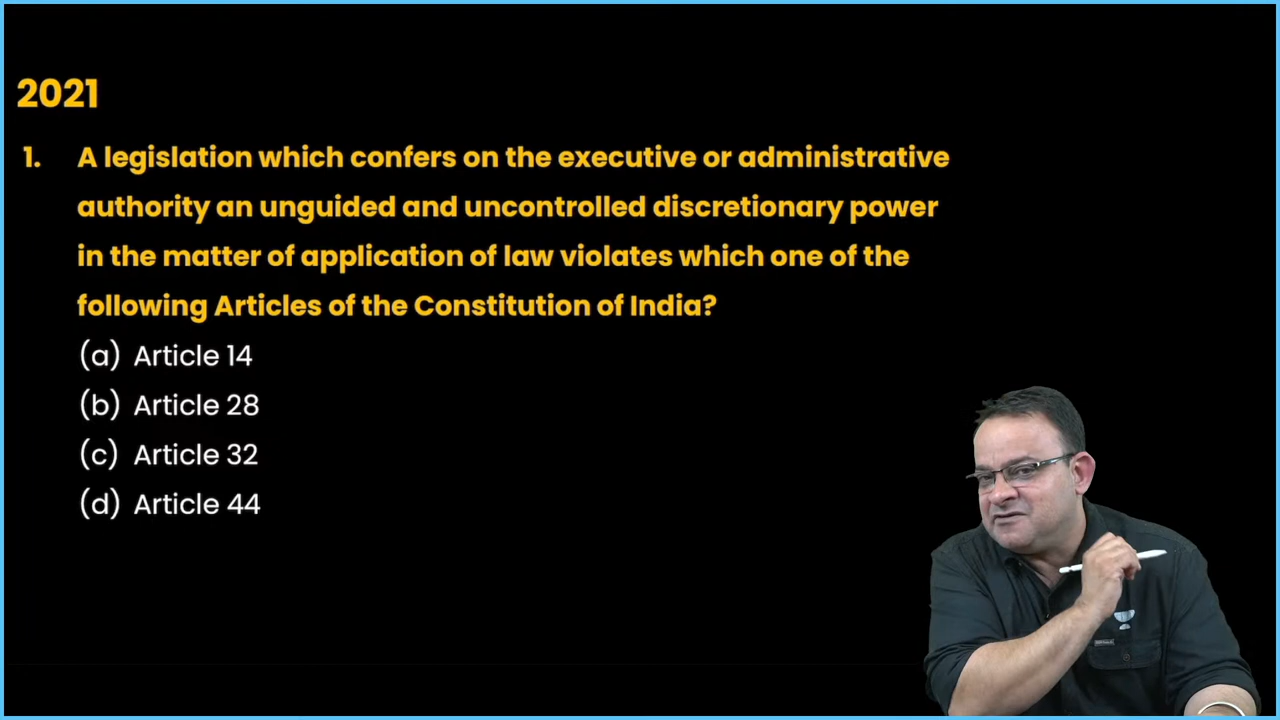 2021
1. A legislation which confers on the executive or administrative
authority an unguided and uncontrolled discretionary power
in the matter of application of law violates which one of the
following Articles of the Constitution of India?
(a) Article 14
(b) Article 28
(c) Article 32
(d) Article 44